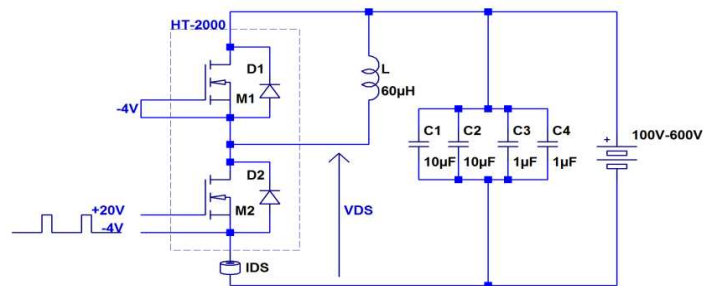 HT-2000
D1
M1
-4V
L
60µH
C1
C2
C3
C4
10µF
10µF
1µF
1µF
+
100V-600V
D2
M2
+20V
-4V
VDS
IDS